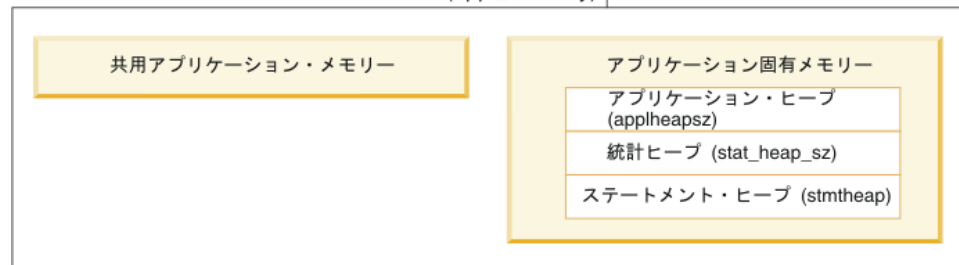 共用アプリケーション・メモリー
アプリケーション固有メモリー
アプリケーション・ヒープ
(applheapsz)
統計ヒープ (stat_heap_sz)
ステートメント・ヒープ (stmtheap)